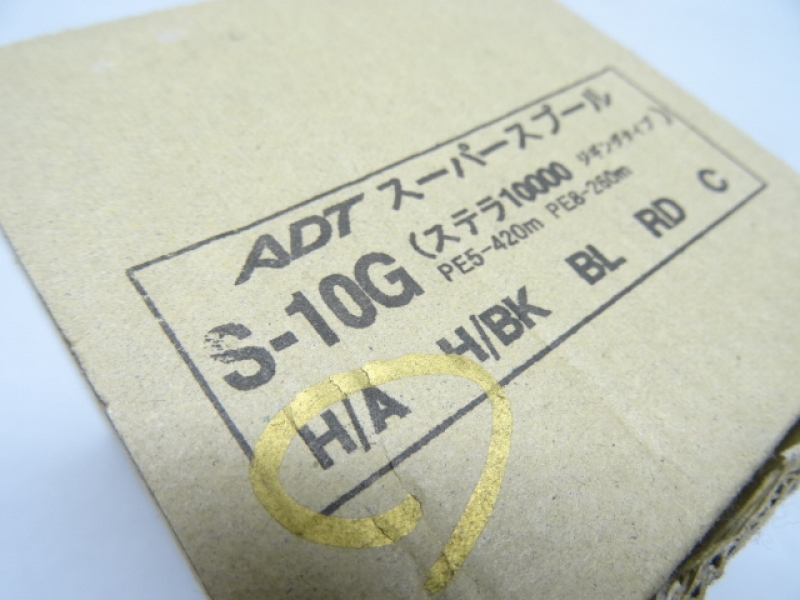 ADT スーパースプール
S-10G (ステラ10000 リギングタイプ)
PE5-420m PE8-260m
H/A H/BK BL RD C